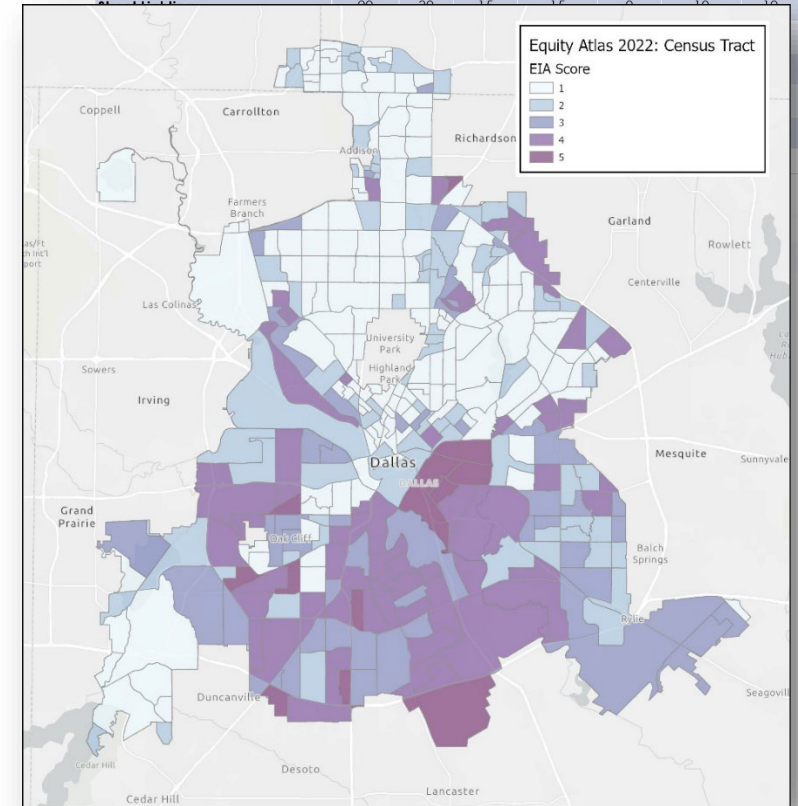 Equity Atlas 2022: Census Tract
EIA Score
1
2
3
4
5
Coppell
Carrollton
Addison
Richardson
Farmers
Branch
Garland
Rowlett
Centerville
Las Colinas
University
Park
Highland
Park
Sowers
Irving
Dallas
DALLAS
Mesquite
Sunnyvale
Grand
Prairie
Oak Cliff
Balch
Springs
Rylie
Duncanville
Seagovill
Cedar Hill
Desoto
Cedar Hill
Lancaster